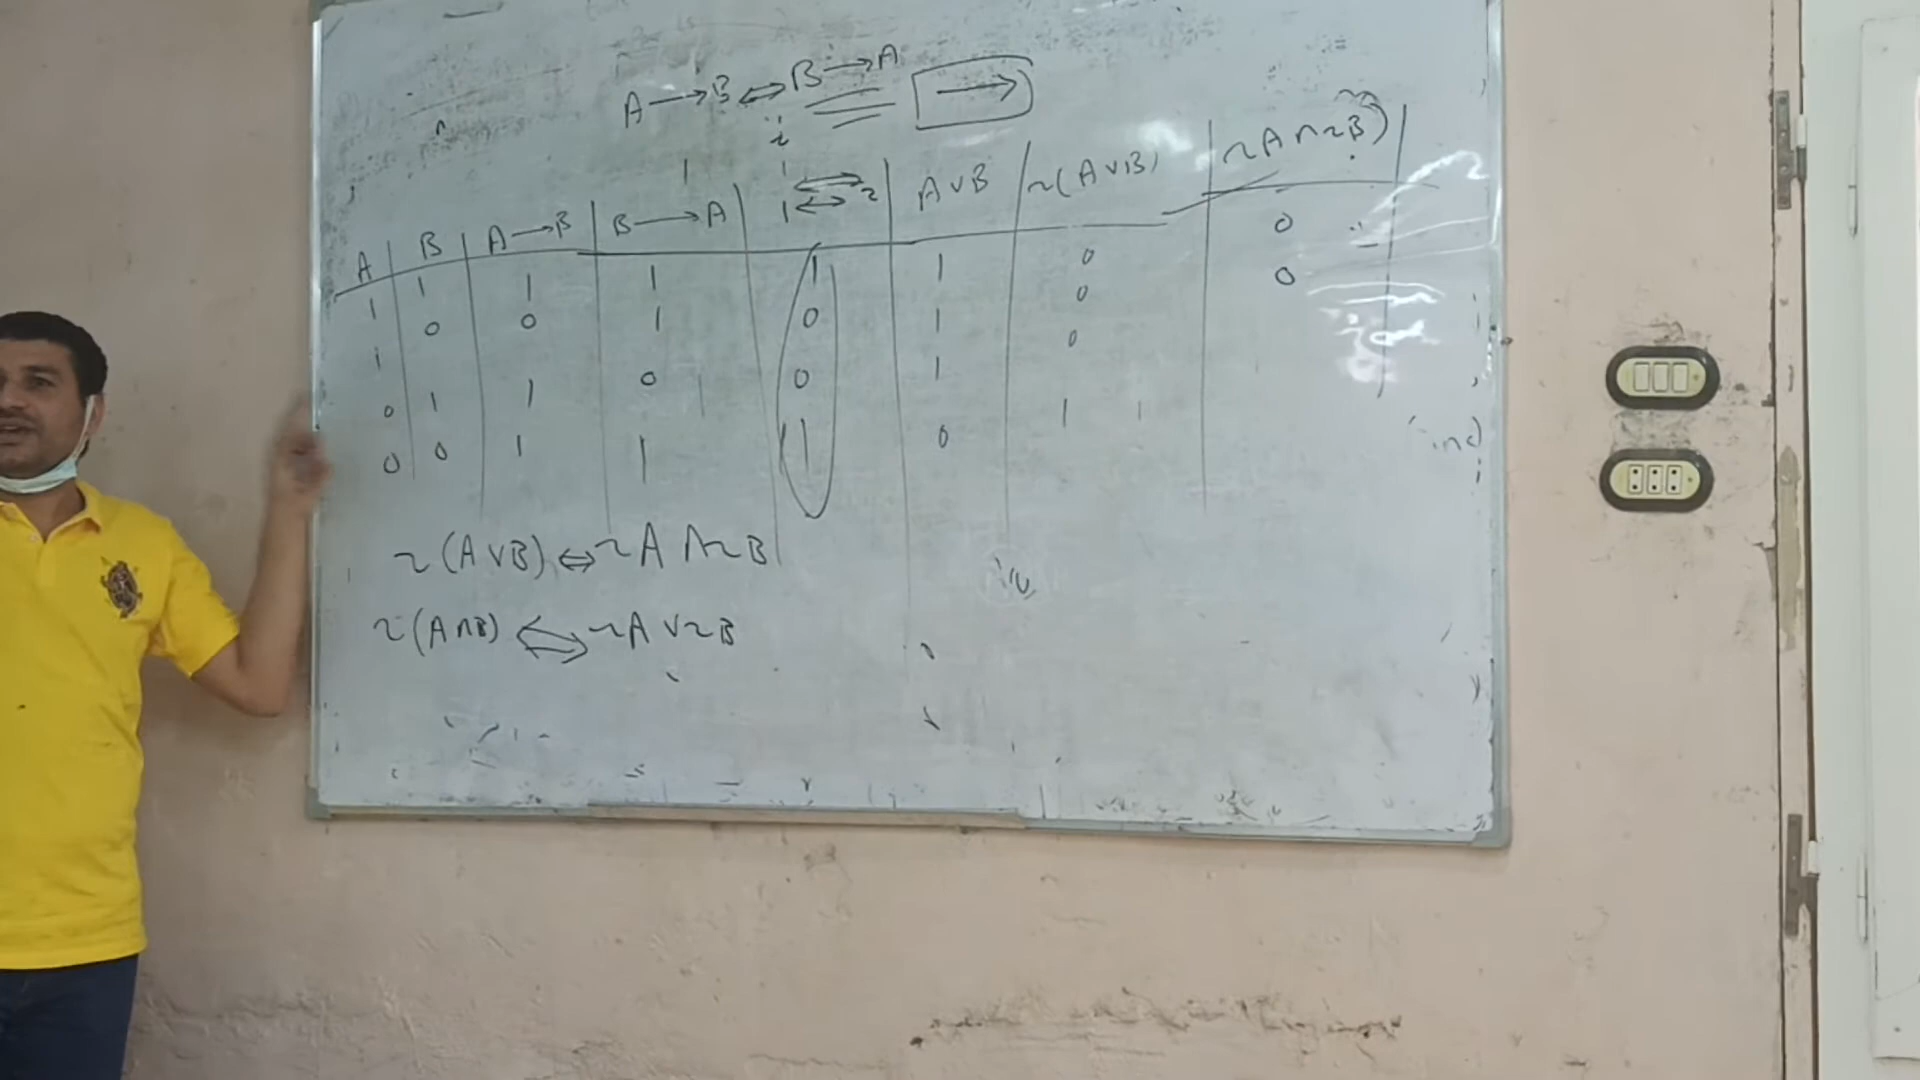 A → B ⟷ B → A →
A | B | A → B | B → A | 1 ⟷ 2 | A ∨ B | ~(A ∨ B) | ~A ∧ ~B)
1 | 1 | 1 | 1 | 1 | 1 | 0 | 0
1 | 0 | 0 | 1 | 0 | 1 | 0 | 0
0 | 1 | 1 | 0 | 0 | 1 | 0
0 | 0 | 1 | 1 | 1 | 0 | 1
~(A ∨ B) ⟺ ~A ∧ ~B
~(A ∧ B) ⟺ ~A ∨ ~B